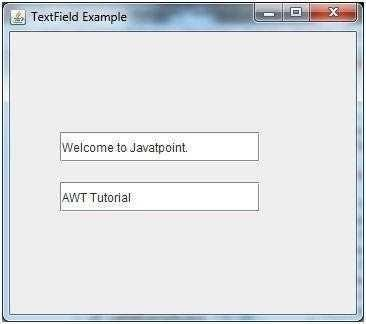 TextField Example
Welcome to Javatpoint.
AWT Tutorial